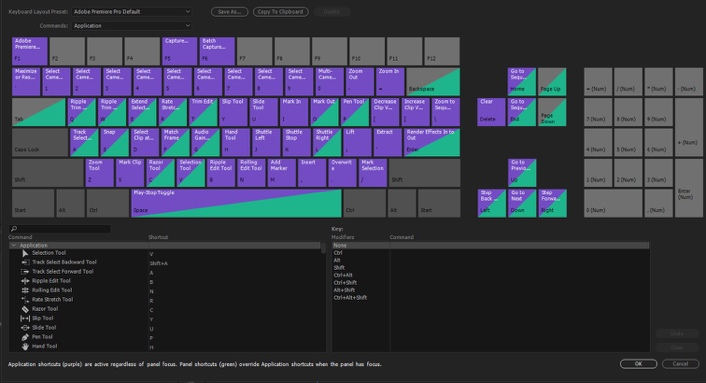 Keyboard Layout Preset: Adobe Premiere Pro Default Save As... Copy To Clipboard Delete
Commands: Application
Adobe Premiere... Capture... Batch Capture...
F1 F2 F3 F4 F5 F6 F7 F8 F9 F10 F11 F12
Maximize or Res... Select Came... Select Came... Select Came... Select Came... Select Came... Select Came... Select Came... Select Came... Select Came... Multi-Came... Zoom Out Zoom In Go to Sequ... Page Up
Backspace Home = (Num) / (Num) * (Num) - (Num)
Ripple Trim ... Ripple Trim ... Extend Selec... Rate Stretch... Trim Edit Slip Tool Slide Tool Mark In Mark Out Pen Tool [Decrease Clip V... [Increase Clip V... Zoom to Sequ... Clear Go to Sequ... Page Down
Tab Delete End 7 (Num) 8 (Num) 9 (Num)
Track Select... Snap Select Clip at... Match Frame Audio Gain... Hand Tool Shuttle Left Shuttle Stop Shuttle Right Lift Extract Render Effects In to Out
Caps Lock Enter 4 (Num) 5 (Num) 6 (Num) + (Num)
Zoom Tool Mark Clip Razor Tool Selection Tool Ripple Edit Tool Rolling Edit Tool Add Marker Insert Overwrite Mark Selection Go to Previo...
Shift Z X C V B N M Shift Up 1 (Num) 2 (Num) 3 (Num)
Play-Stop Toggle Step Back ... Go to Next ... Step Forwa...
Start Alt Ctrl Space Ctrl Alt Start Left Down Right 0 (Num) . (Num) Enter (Num)
Key:
Command Shortcut Modifiers Command
Application None
Selection Tool V Ctrl
Track Select Backward Tool Shift+A Alt
Track Select Forward Tool A Shift
Ripple Edit Tool B Ctrl+Alt
Rolling Edit Tool N Ctrl+Shift
Rate Stretch Tool R Alt+Shift
Razor Tool C Ctrl+Alt+Shift
Slip Tool Y
Slide Tool U
Pen Tool P
Hand Tool H
Application shortcuts (purple) are active regardless of panel focus. Panel shortcuts (green) override Application shortcuts when the panel has focus. OK Cancel